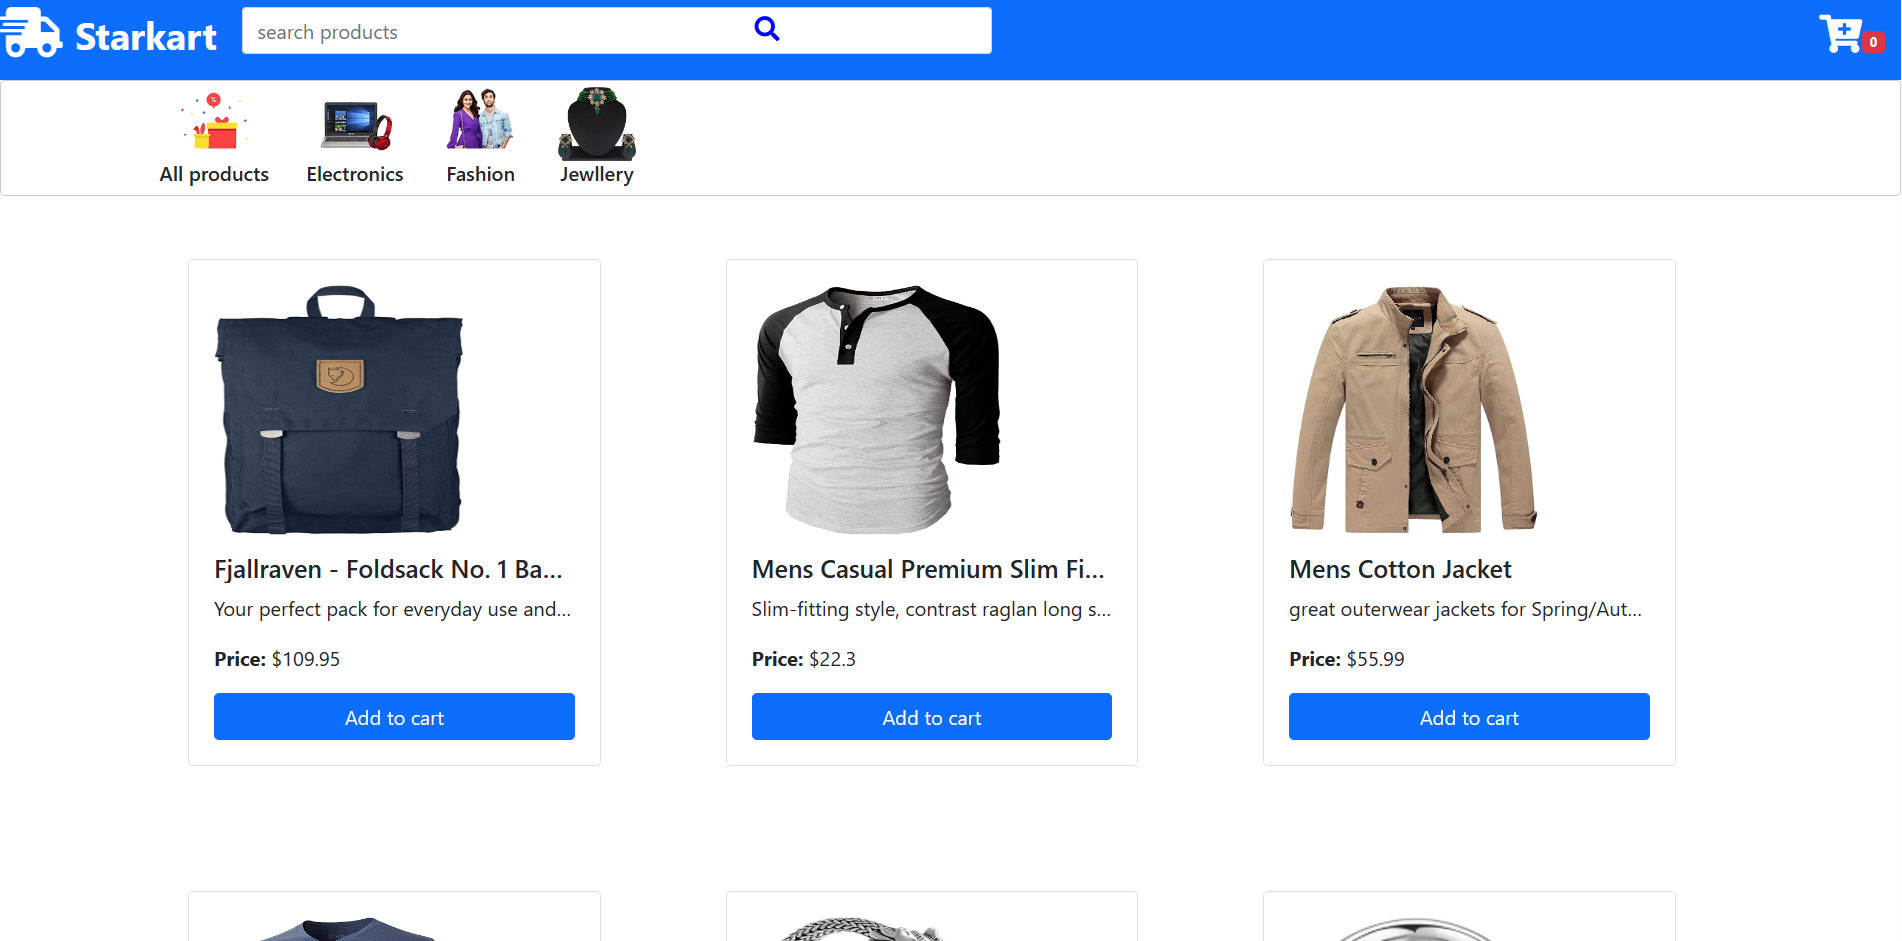 Starkart
search products
0
%
All products
Electronics
Fashion
Jewllery
Fjallraven - Foldsack No. 1 Ba...
Mens Casual Premium Slim Fi...
Mens Cotton Jacket
Your perfect pack for everyday use and...
Slim-fitting style, contrast raglan long s...
great outerwear jackets for Spring/Aut...
Price: $109.95
Price: $22.3
Price: $55.99
Add to cart
Add to cart
Add to cart